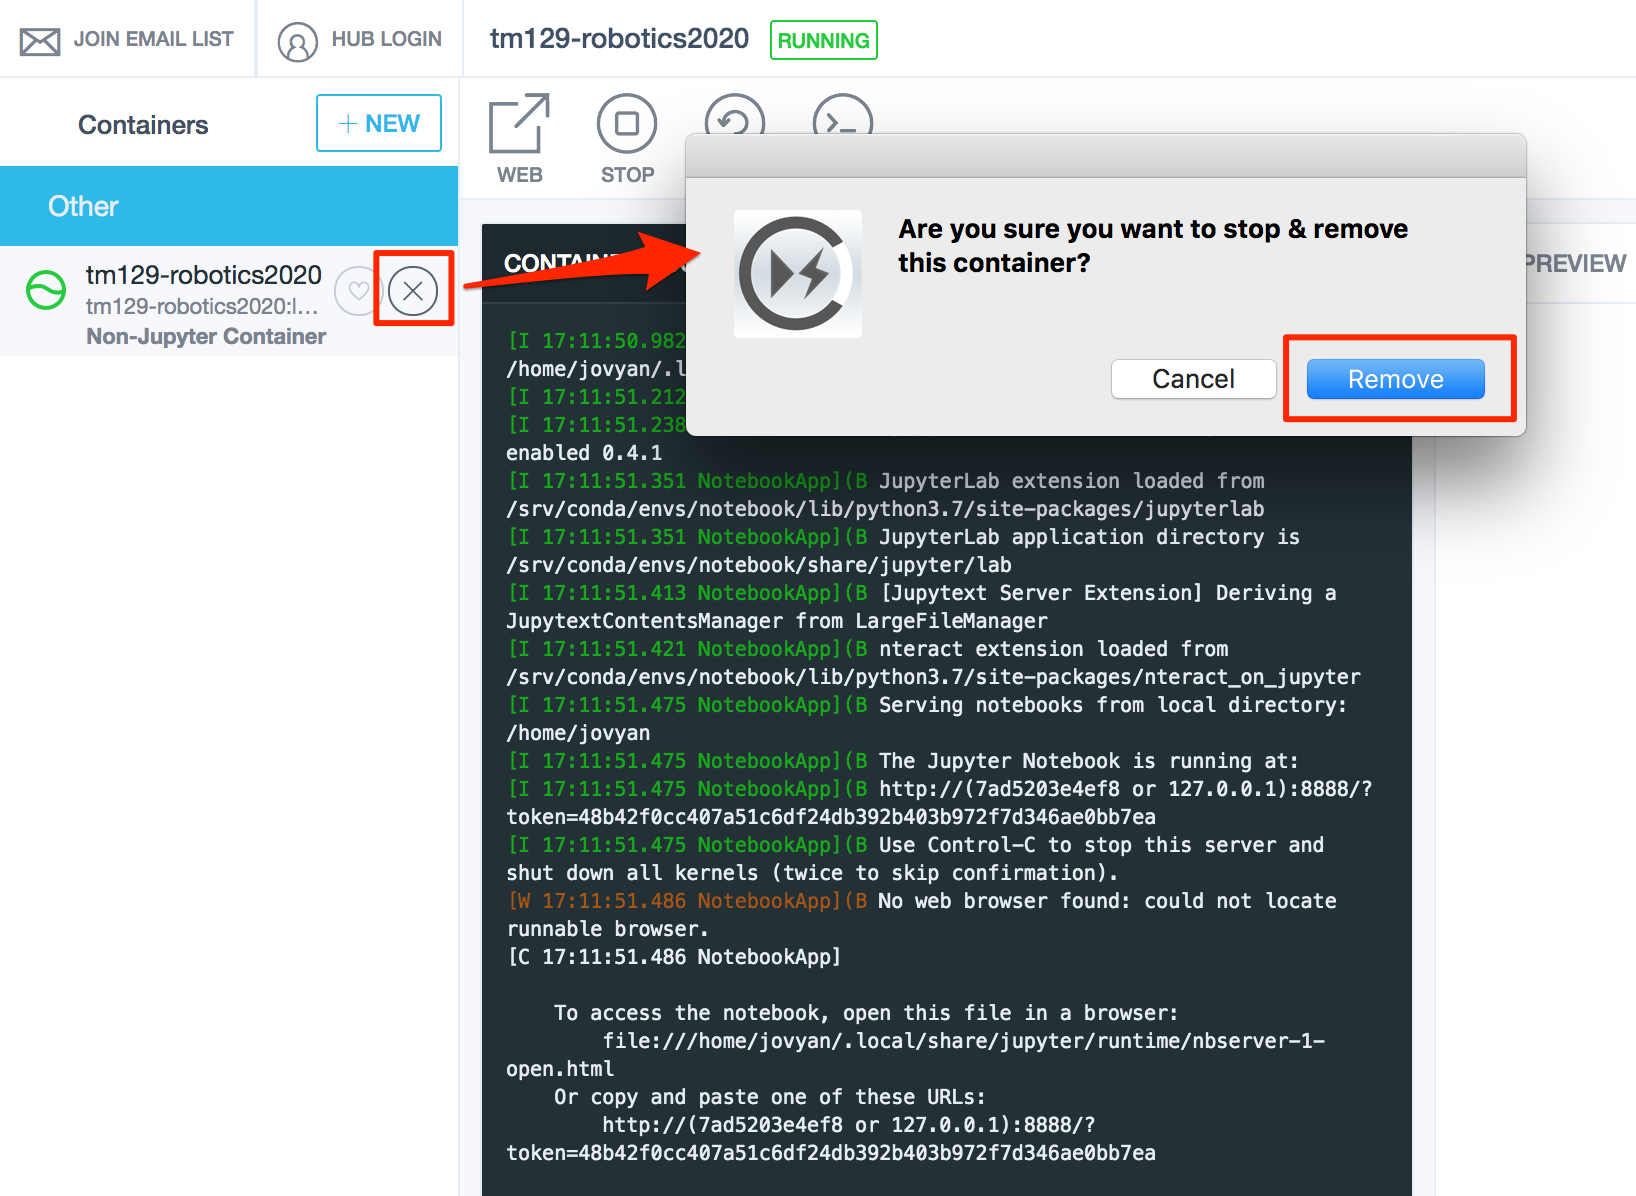 JOIN EMAIL LIST
HUB LOGIN
tm129-robotics2020
RUNNING
Containers
+ NEW
WEB
STOP
Other
tm129-robotics2020
tm129-robotics2020:l...
Non-Jupyter Container
Are you sure you want to stop & remove
this container?
Cancel
Remove
PREVIEW
[I 17:11:50.982
/home/jovyan/.l
[I 17:11:51.212
[I 17:11:51.238
enabled 0.4.1
[I 17:11:51.351 NotebookApp](B JupyterLab extension loaded from
/srv/conda/envs/notebook/lib/python3.7/site-packages/jupyterlab
[I 17:11:51.351 NotebookApp](B JupyterLab application directory is
/srv/conda/envs/notebook/share/jupyter/lab
[I 17:11:51.413 NotebookApp](B [Jupytext Server Extension] Deriving a
JupytextContentsManager from LargeFileManager
[I 17:11:51.421 NotebookApp](B nteract extension loaded from
/srv/conda/envs/notebook/lib/python3.7/site-packages/nteract_on_jupyter
[I 17:11:51.475 NotebookApp](B Serving notebooks from local directory:
/home/jovyan
[I 17:11:51.475 NotebookApp](B The Jupyter Notebook is running at:
[I 17:11:51.475 NotebookApp](B http://(7ad5203e4ef8 or 127.0.0.1):8888/?
token=48b42f0cc407a51c6df24db392b403b972f7d346ae0bb7ea
[I 17:11:51.475 NotebookApp](B Use Control-C to stop this server and
shut down all kernels (twice to skip confirmation).
[W 17:11:51.486 NotebookApp](B No web browser found: could not locate
runnable browser.
[C 17:11:51.486 NotebookApp]
To access the notebook, open this file in a browser:
file:///home/jovyan/.local/share/jupyter/runtime/nbserver-1-
open.html
Or copy and paste one of these URLs:
http://(7ad5203e4ef8 or 127.0.0.1):8888/?
token=48b42f0cc407a51c6df24db392b403b972f7d346ae0bb7ea